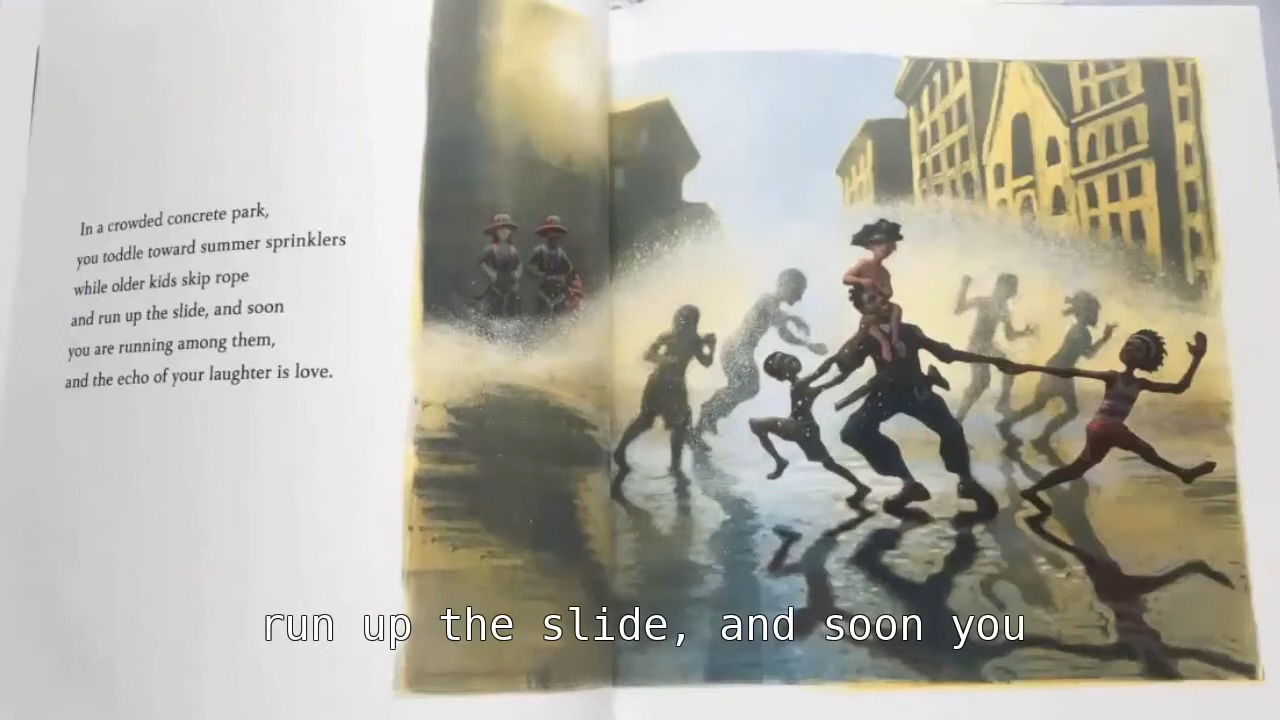 In a crowded concrete park,
you toddle toward summer sprinklers
while older kids skip rope
and run up the slide, and soon
you are running among them,
and the echo of your laughter is love.
run up the slide, and soon you